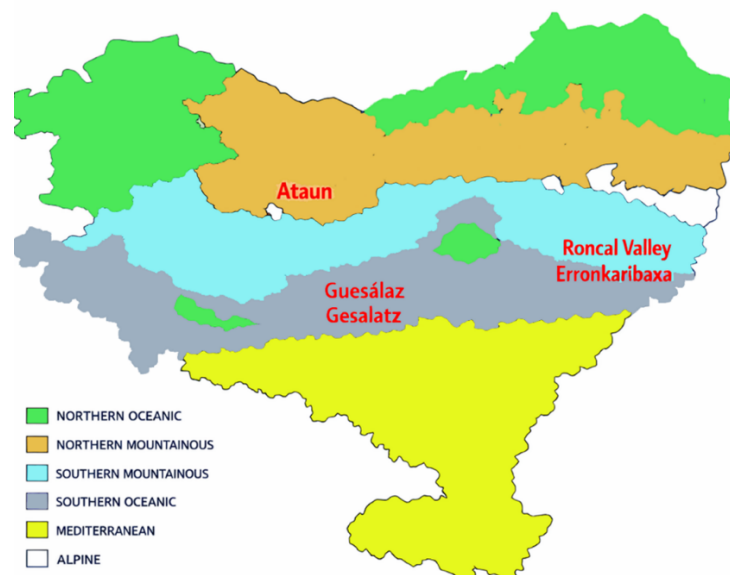 Ataun
Roncal Valley
Erronkaribaxa
Guesálaz
Gesalatz
NORTHERN OCEANIC
NORTHERN MOUNTAINOUS
SOUTHERN MOUNTAINOUS
SOUTHERN OCEANIC
MEDITERRANEAN
ALPINE